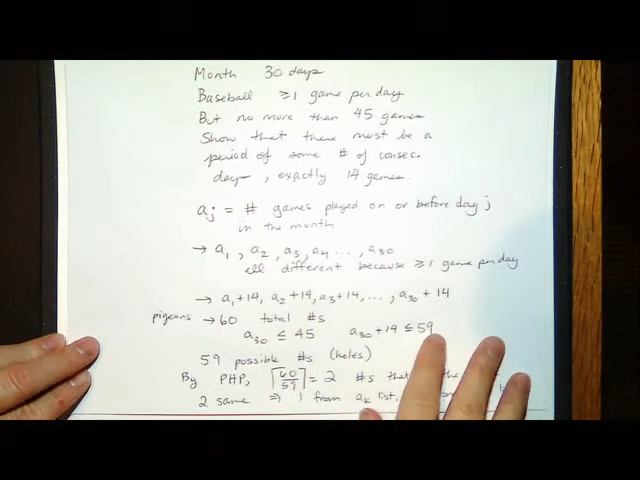 Month 30 days
Baseball ≥1 game per day
But no more than 45 games
Show that there must be a
period of some # of consec.
days, exactly 14 games.
aj = # games played on or before day j
in the month
→ a1, a2, a3, a4 ..., a30
all different because ≥1 game per day
→ a1+14, a2+14, a3+14, ..., a30+14
pigeons → 60 total #s
a30 ≤ 45 a30+14 ≤ 59
59 possible #s (holes)
By PHP, ⌈60/59⌉ = 2 #s the
2 same ⇒ 1 from ak list,